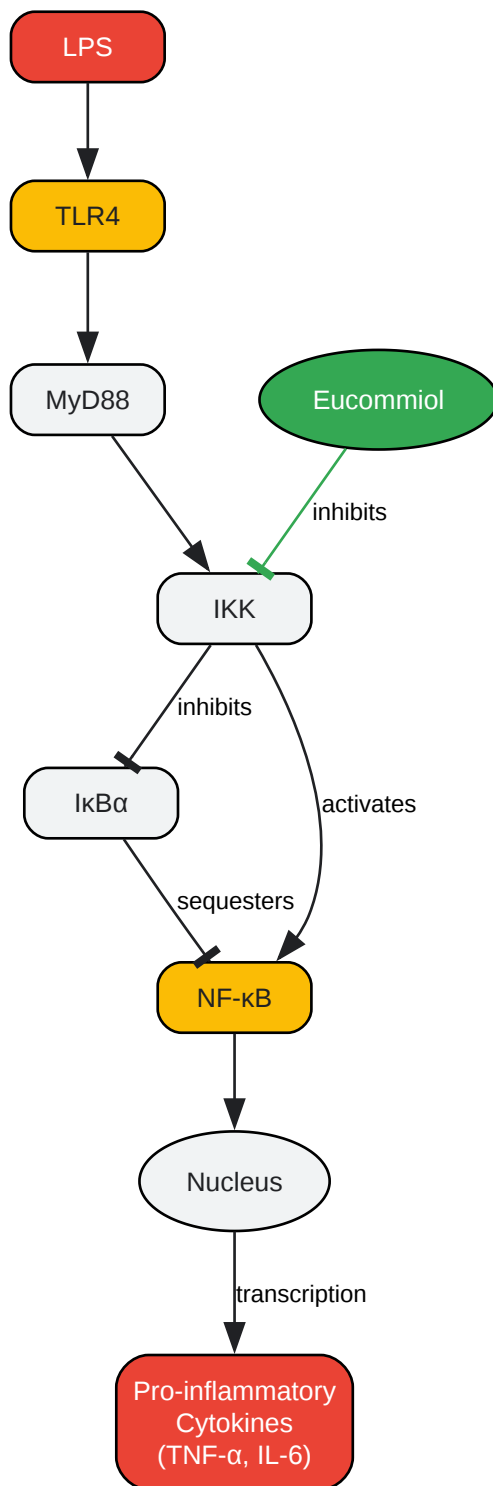 LPS
TLR4
MyD88
Eucommiol
inhibits
IKK
inhibits
IκBα
activates
sequesters
NF-κB
Nucleus
transcription
Pro-inflammatory
Cytokines
(TNF-α, IL-6)